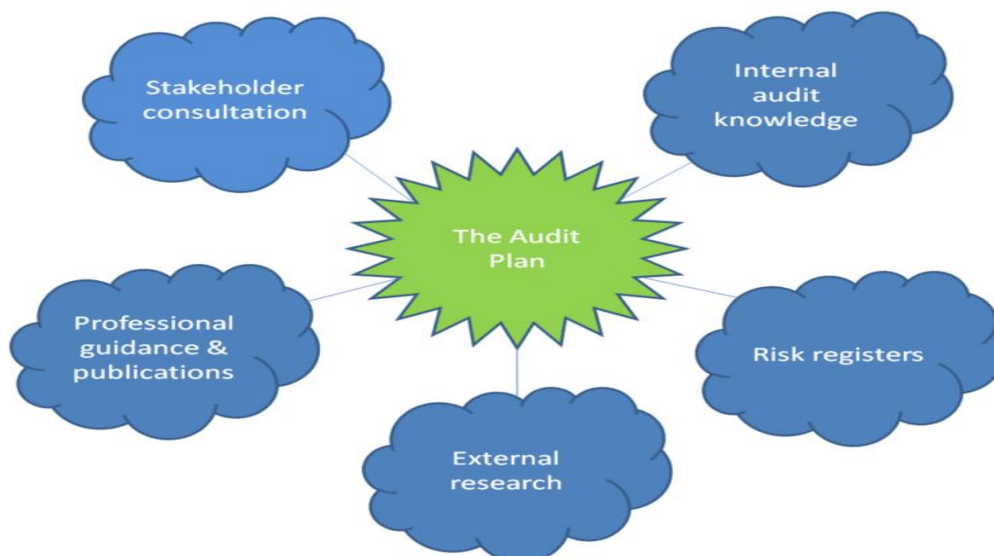 Stakeholder
consultation
Internal
audit
knowledge
The Audit
Plan
Professional
guidance &
publications
Risk registers
External
research